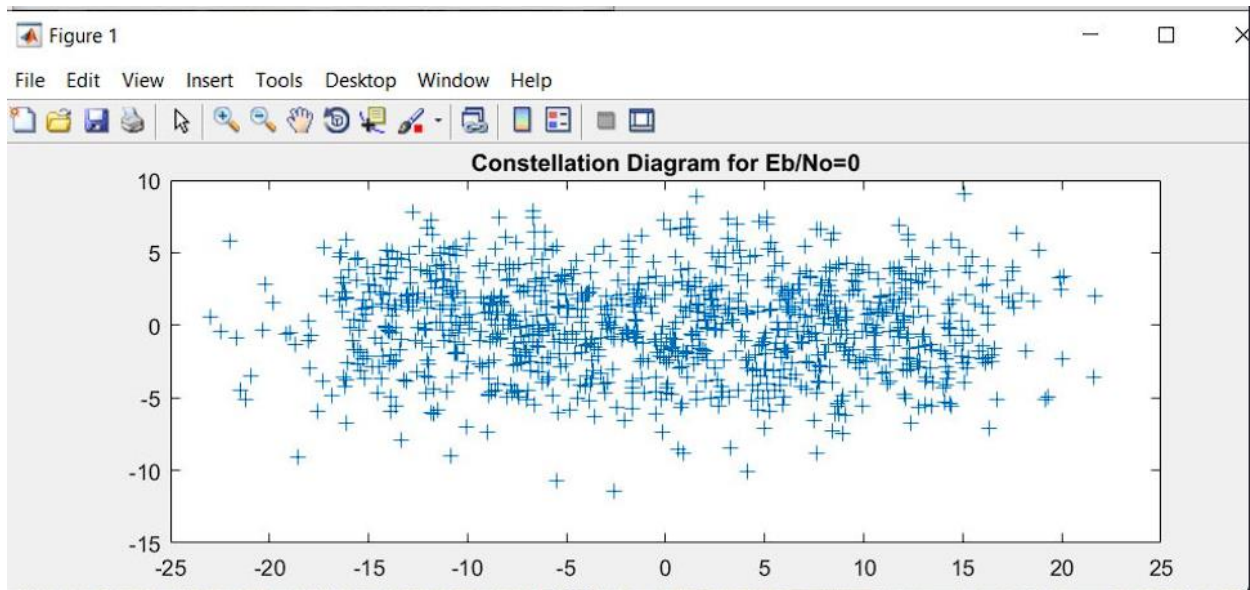 Figure 1
File Edit View Insert Tools Desktop Window Help
Constellation Diagram for Eb/No=0
10
5
0
-5
-10
-15
-25 -20 -15 -10 -5 0 5 10 15 20 25